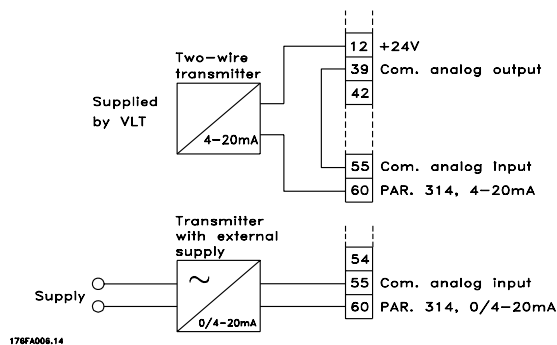 Two-wire
transmitter
Supplied
by VLT
4-20mA
12 +24V
39 Com. analog output
42
55 Com. analog input
60 PAR. 314, 4-20mA
Transmitter
with external
supply
Supply
~
0/4-20mA
54
55 Com. analog input
60 PAR. 314, 0/4-20mA
176FA006.14